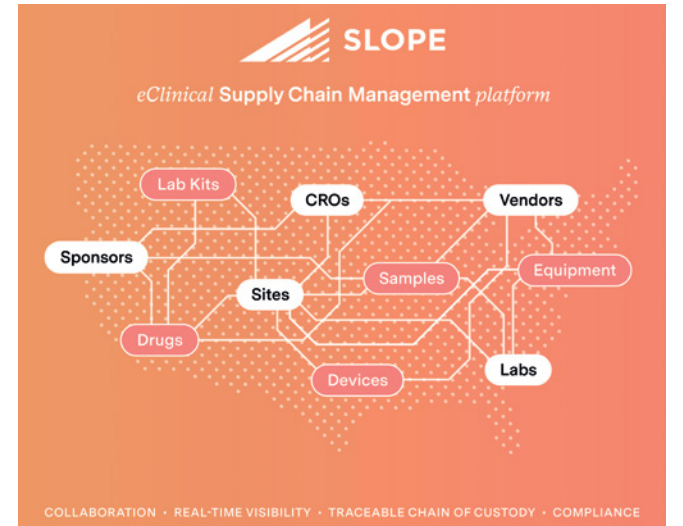 SLOPE
eClinical Supply Chain Management platform
Lab Kits
CROs
Vendors
Sponsors
Sites
Samples
Equipment
Drugs
Devices
Labs
COLLABORATION • REAL-TIME VISIBILITY • TRACEABLE CHAIN OF CUSTODY • COMPLIANCE